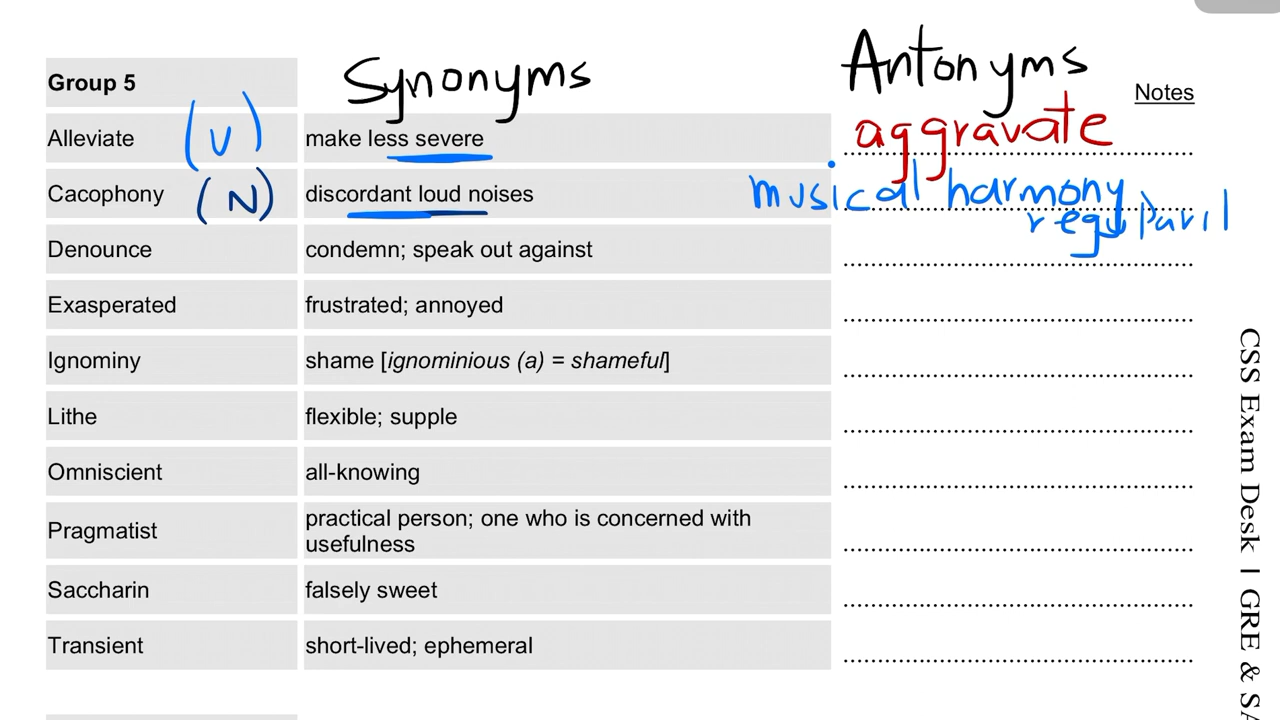 Synonyms
Antonyms
Group 5
Notes
Alleviate (V) make less severe aggravate
Cacophony (N) discordant loud noises musical harmony
Denounce condemn; speak out against
Exasperated frustrated; annoyed
Ignominy shame [ignominious (a) = shameful]
Lithe flexible; supple
Omniscient all-knowing
Pragmatist practical person; one who is concerned with
usefulness
Saccharin falsely sweet
Transient short-lived; ephemeral
CSS Exam Desk I GRE &